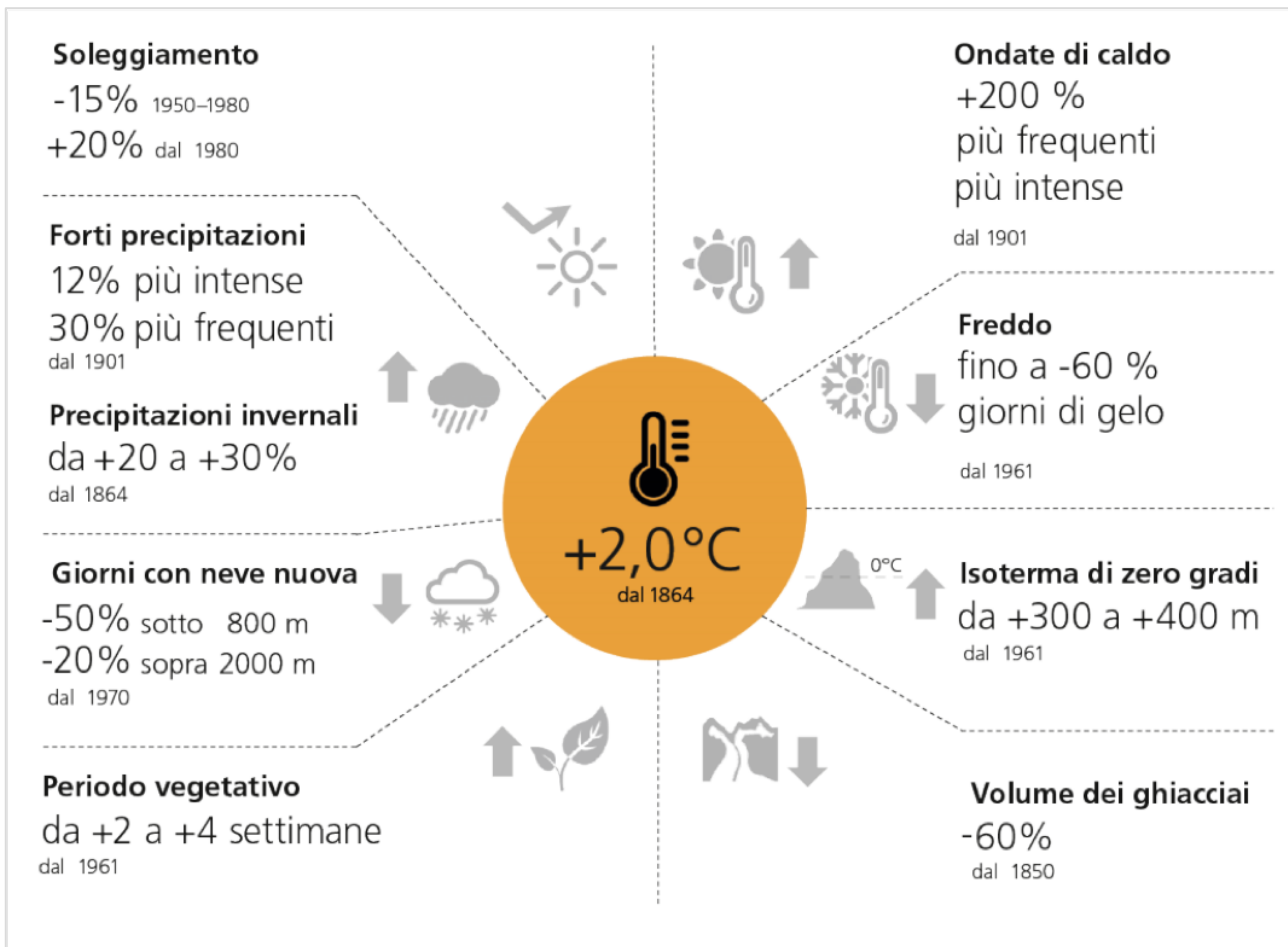 Soleggiamento
-15% 1950–1980
+20% dal 1980
Forti precipitazioni
12% più intense
30% più frequenti
dal 1901
Precipitazioni invernali
da +20 a +30%
dal 1864
Giorni con neve nuova
-50% sotto 800 m
-20% sopra 2000 m
dal 1970
Periodo vegetativo
da +2 a +4 settimane
dal 1961
+2,0°C
dal 1864
Ondate di caldo
+200 %
più frequenti
più intense
dal 1901
Freddo
fino a -60 %
giorni di gelo
dal 1961
0°C
Isoterma di zero gradi
da +300 a +400 m
dal 1961
Volume dei ghiacciai
-60%
dal 1850